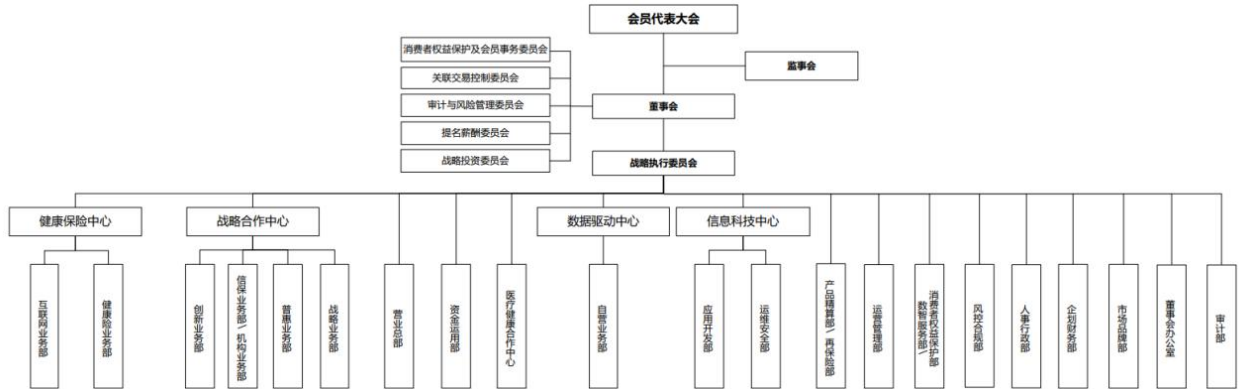 会员代表大会
消费者权益保护及会员事务委员会
关联交易控制委员会
审计与风险管理委员会
提名薪酬委员会
战略投资委员会
监事会
董事会
战略执行委员会
健康保险中心
战略合作中心
数据驱动中心
信息科技中心
互联网业务部
健康险业务部
创新业务部
信保业务部/机构业务部
普惠业务部
战略业务部
营业总部
资金运用部
医疗健康合作中心
自营业务部
应用开发部
运维安全部
产品精算部/再保险部
运营管理部
消费者权益保护部
数智服务部/
风控合规部
人事行政部
企划财务部
市场品牌部
董事会办公室
审计部